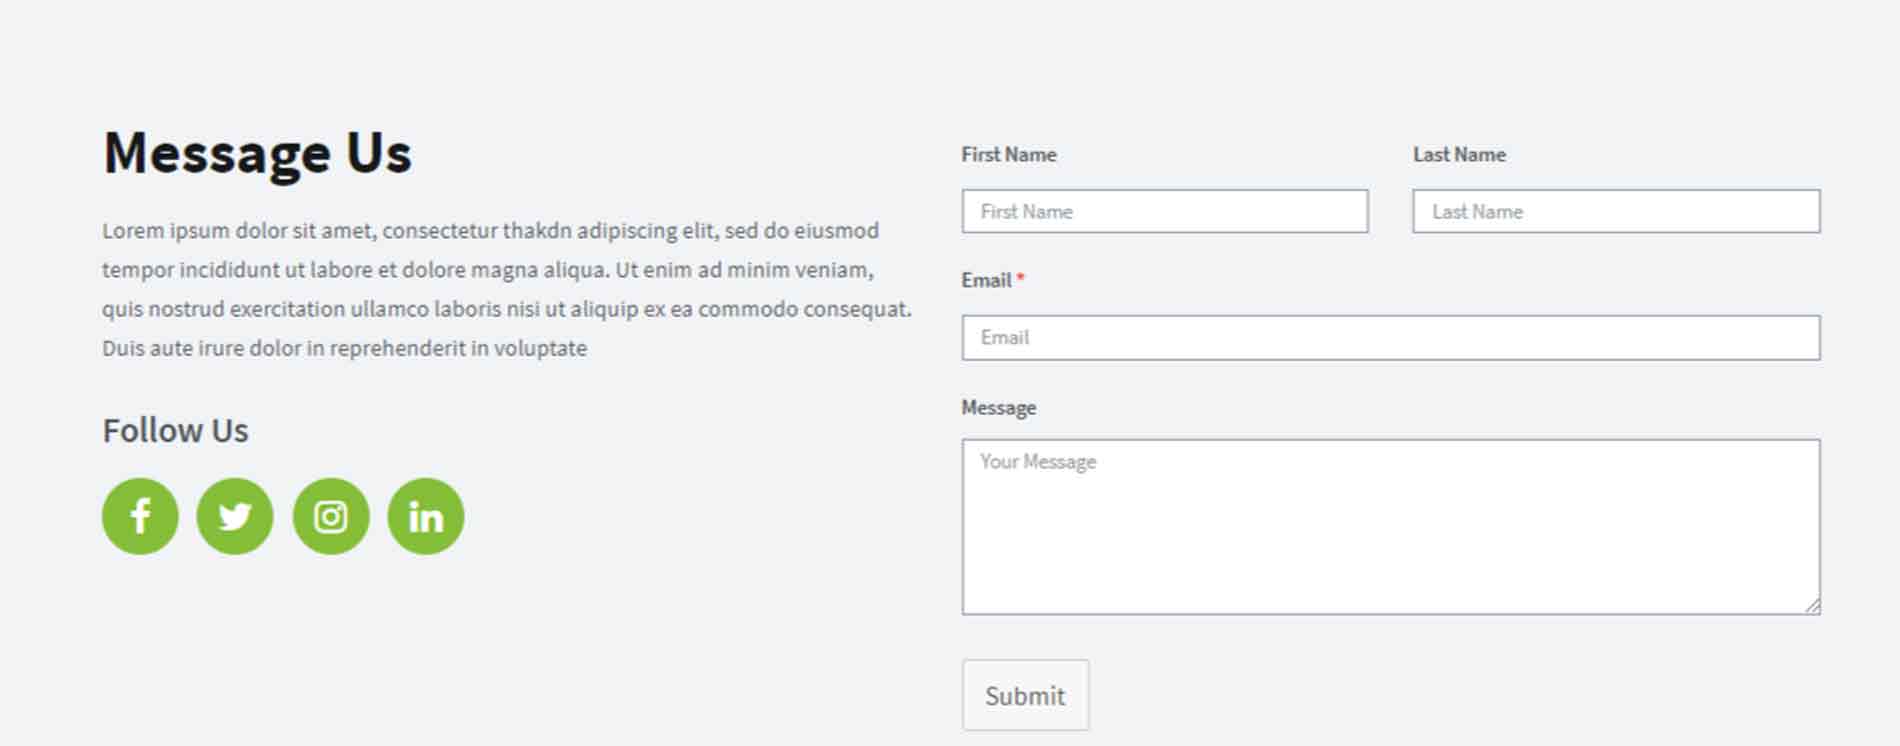 Message Us
Lorem ipsum dolor sit amet, consectetur thakdn adipiscing elit, sed do eiusmod
tempor incididunt ut labore et dolore magna aliqua. Ut enim ad minim veniam,
quis nostrud exercitation ullamco laboris nisi ut aliquip ex ea commodo consequat.
Duis aute irure dolor in reprehenderit in voluptate
Follow Us
First Name
Last Name
First Name
Last Name
Email *
Email
Message
Your Message
Submit